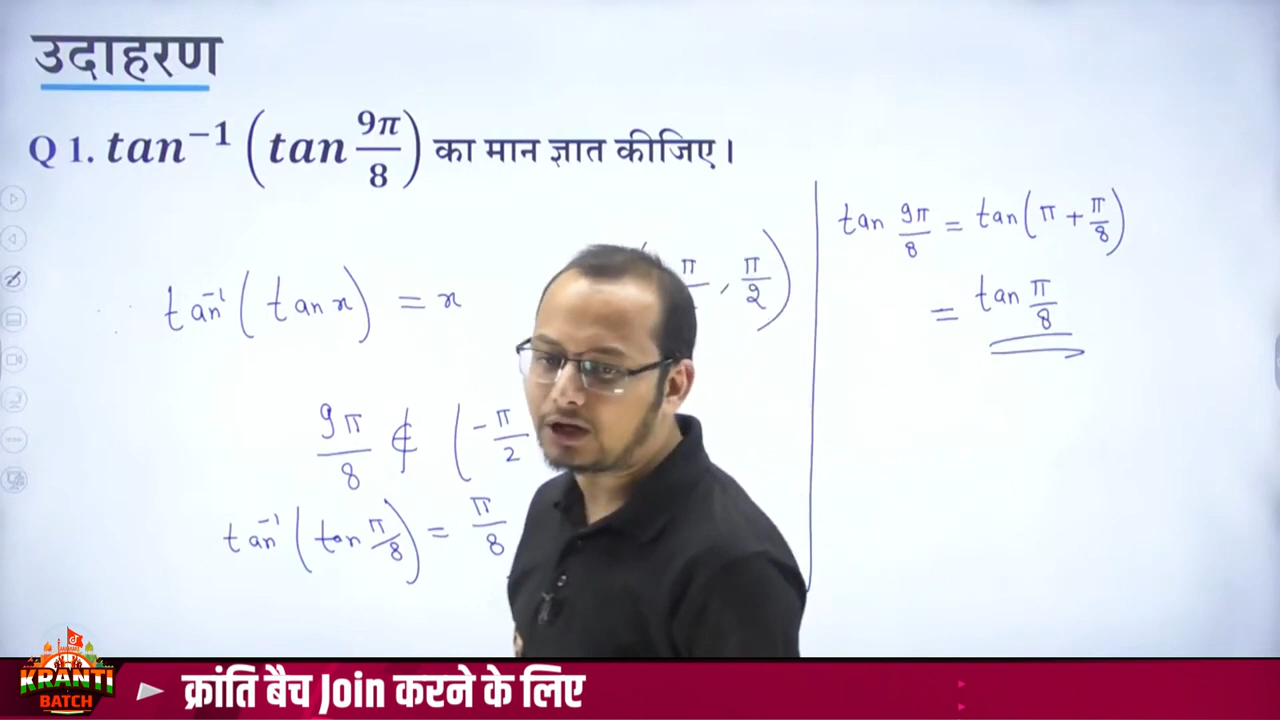 उदाहरण
Q 1. tan⁻¹ (tan 9π/8) का मान ज्ञात कीजिए।
tan⁻¹ (tan x) = x
π/ , π/2)
9π/8 ∉ (-π/2
tan⁻¹ (tan π/8) = π/8
tan 9π/8 = tan(π + π/8)
= tan π/8
KRANTI
BATCH
क्रांति बैच Join करने के लिए